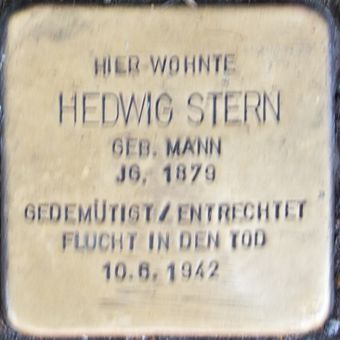 HIER WOHNTE
HEDWIG STERN
GEB. MANN
JG. 1879
GEDEMÜTIGT / ENTRECHTET
FLUCHT IN DEN TOD
10.6.1942